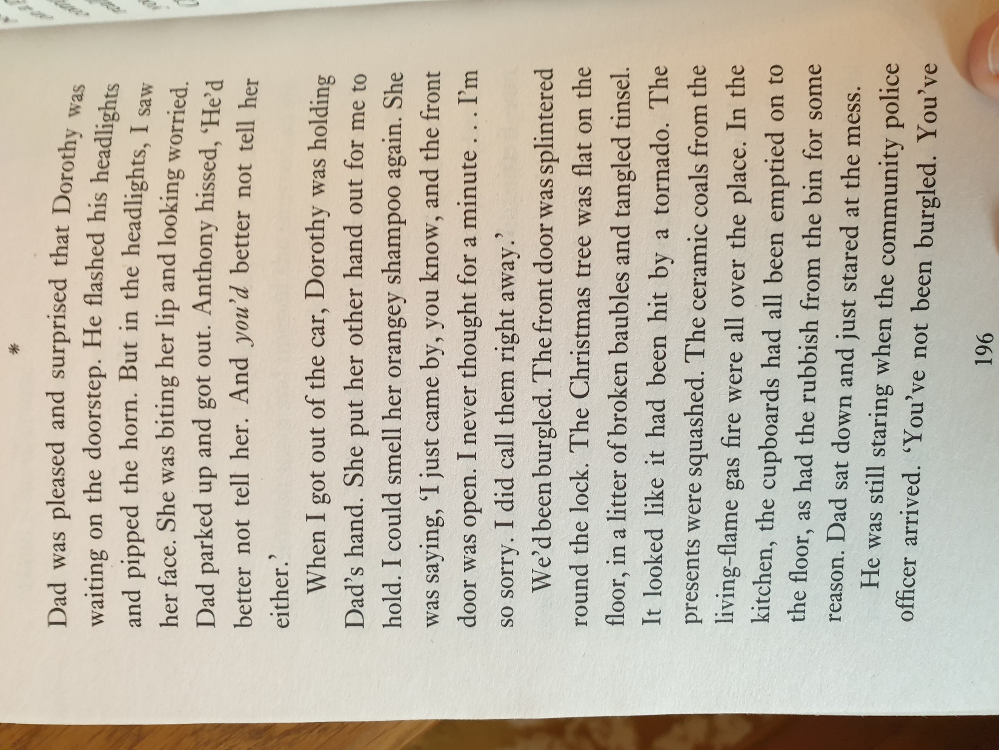 *
Dad was pleased and surprised that Dorothy was
waiting on the doorstep. He flashed his headlights
and pipped the horn. But in the headlights, I saw
her face. She was biting her lip and looking worried.
Dad parked up and got out. Anthony hissed, ‘He’d
better not tell her. And you’d better not tell her
either.’
When I got out of the car, Dorothy was holding
Dad’s hand. She put her other hand out for me to
hold. I could smell her orangey shampoo again. She
was saying, ‘I just came by, you know, and the front
door was open. I never thought for a minute . . . I’m
so sorry. I did call them right away.’
We’d been burgled. The front door was splintered
round the lock. The Christmas tree was flat on the
floor, in a litter of broken baubles and tangled tinsel.
It looked like it had been hit by a tornado. The
presents were squashed. The ceramic coals from the
living-flame gas fire were all over the place. In the
kitchen, the cupboards had all been emptied on to
the floor, as had the rubbish from the bin for some
reason. Dad sat down and just stared at the mess.
He was still staring when the community police
officer arrived. ‘You’ve not been burgled. You’ve
196